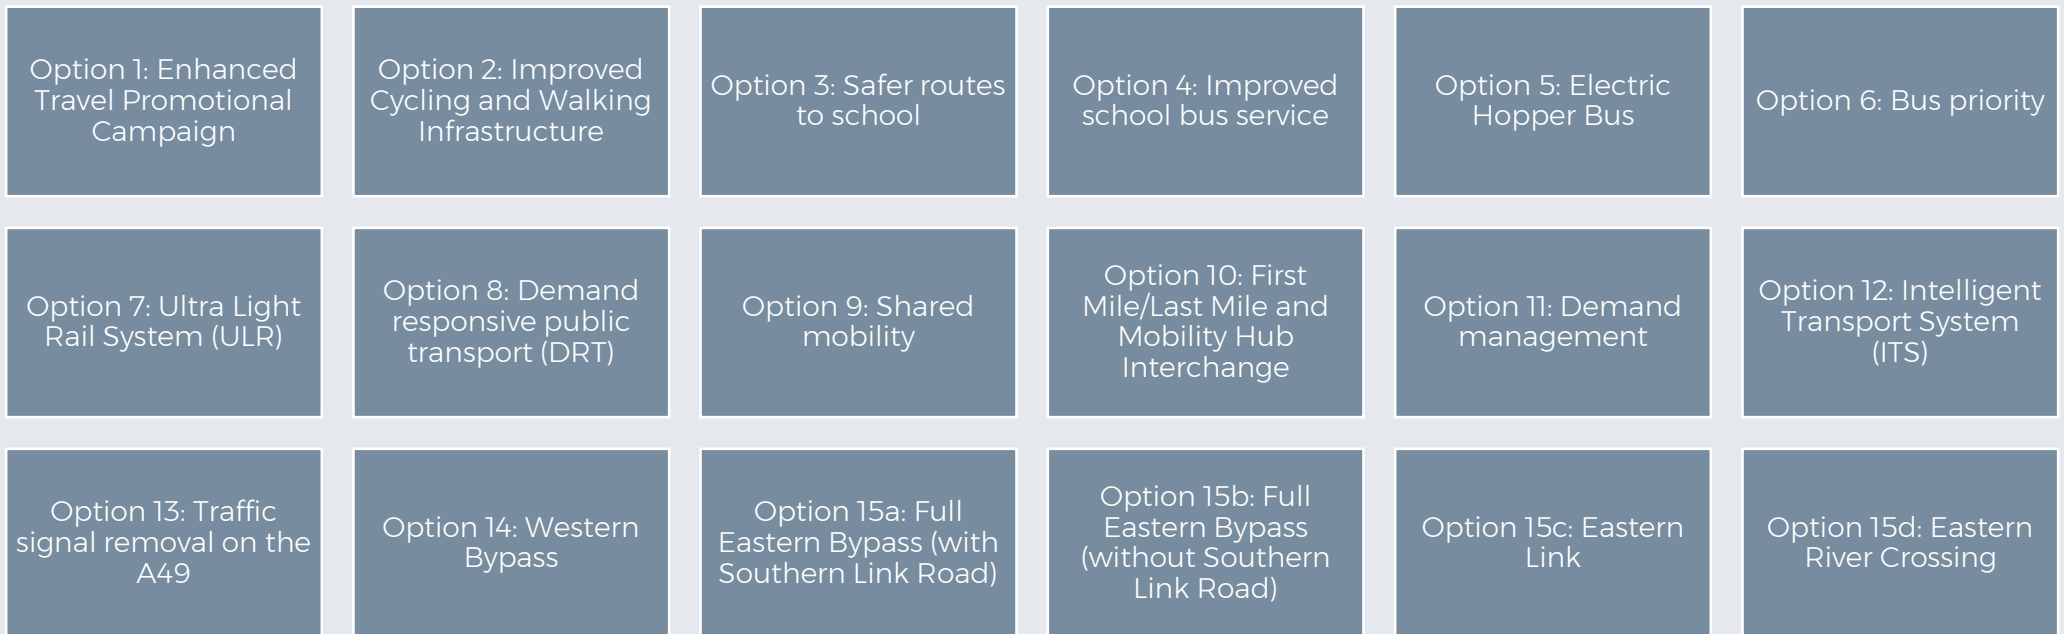 Option 1: Enhanced
Travel Promotional
Campaign
Option 2: Improved
Cycling and Walking
Infrastructure
Option 3: Safer routes
to school
Option 4: Improved
school bus service
Option 5: Electric
Hopper Bus
Option 6: Bus priority
Option 7: Ultra Light
Rail System (ULR)
Option 8: Demand
responsive public
transport (DRT)
Option 9: Shared
mobility
Option 10: First
Mile/Last Mile and
Mobility Hub
Interchange
Option 11: Demand
management
Option 12: Intelligent
Transport System
(ITS)
Option 13: Traffic
signal removal on the
A49
Option 14: Western
Bypass
Option 15a: Full
Eastern Bypass (with
Southern Link Road)
Option 15b: Full
Eastern Bypass
(without Southern
Link Road)
Option 15c: Eastern
Link
Option 15d: Eastern
River Crossing